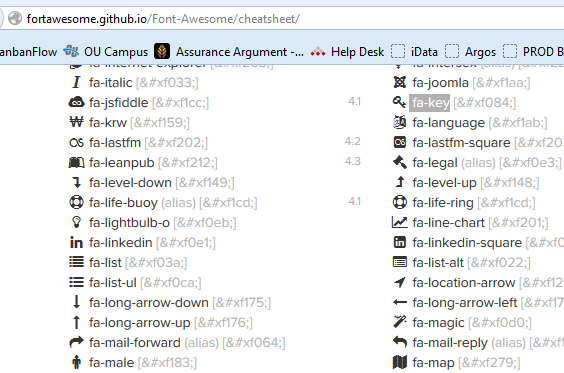 fortawesome.github.io/Font-Awesome/cheatsheet/
anbanFlow OU Campus Assurance Argument -... Help Desk iData Argos PROD B
fa-italic [&#xf033;]
fa-joomla [&#xf1aa;]
fa-jsfiddle [&#xf1cc;] 4.1
fa-key [&#xf084;]
fa-krw [&#xf159;]
fa-language [&#xf1ab;]
fa-lastfm [&#xf202;] 4.2
fa-lastfm-square [&#xf203
fa-leanpub [&#xf212;] 4.3
fa-legal (alias) [&#xf0e3;]
fa-level-down [&#xf149;]
fa-level-up [&#xf148;]
fa-life-buoy (alias) [&#xf1cd;] 4.1
fa-life-ring [&#xf1cd;]
fa-lightbulb-o [&#xf0eb;]
fa-line-chart [&#xf201;]
fa-linkedin [&#xf0e1;]
fa-linkedin-square [&#xf0
fa-list [&#xf03a;]
fa-list-alt [&#xf022;]
fa-list-ul [&#xf0ca;]
fa-location-arrow [&#xf12
fa-long-arrow-down [&#xf175;]
fa-long-arrow-left [&#xf17
fa-long-arrow-up [&#xf176;]
fa-magic [&#xf0d0;]
fa-mail-forward (alias) [&#xf064;]
fa-mail-reply (alias) [&#xf0
fa-male [&#xf183;]
fa-map [&#xf279;]